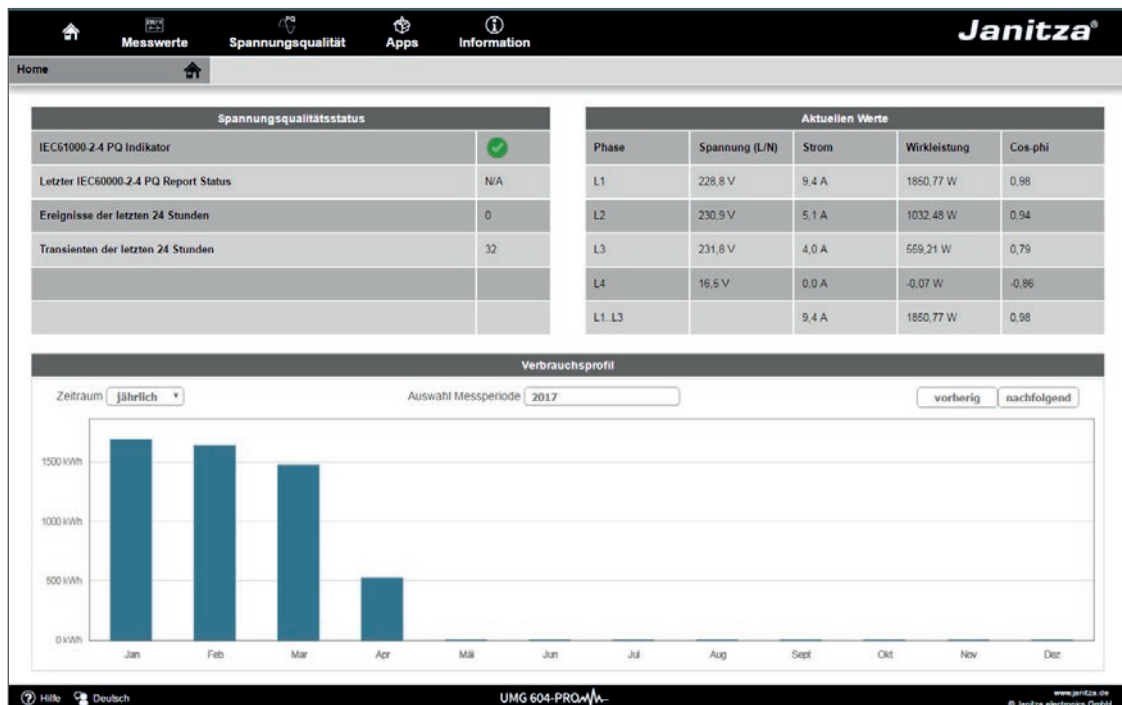 Messwerte Spannungsqualität Apps Information Janitza®
PQ
Home
Spannungsqualitätsstatus
IEC61000-2-4 PQ Indikator
Letzter IEC60000-2-4 PQ Report Status N/A
Ereignisse der letzten 24 Stunden 0
Transienten der letzten 24 Stunden 32
Aktuellen Werte
Phase Spannung (L/N) Strom Wirkleistung Cos-phi
L1 228,8 V 9,4 A 1850,77 W 0,98
L2 230,9 V 5,1 A 1032,48 W 0,94
L3 231,8 V 4,0 A 559,21 W 0,79
L4 16,5 V 0,0 A -0,07 W -0,86
L1..L3 9,4 A 1850,77 W 0,98
Verbrauchsprofil
Zeitraum jährlich Auswahl Messperiode 2017 vorherig nachfolgend
1500 kWh
1000 kWh
500 kWh
0 kWh
Jan Feb Mar Apr Mäi Jun Jul Aug Sept Okt Nov Dez
Hilfe Deutsch UMG 604-PRO www.janitza.de
© Janitza electronics GmbH